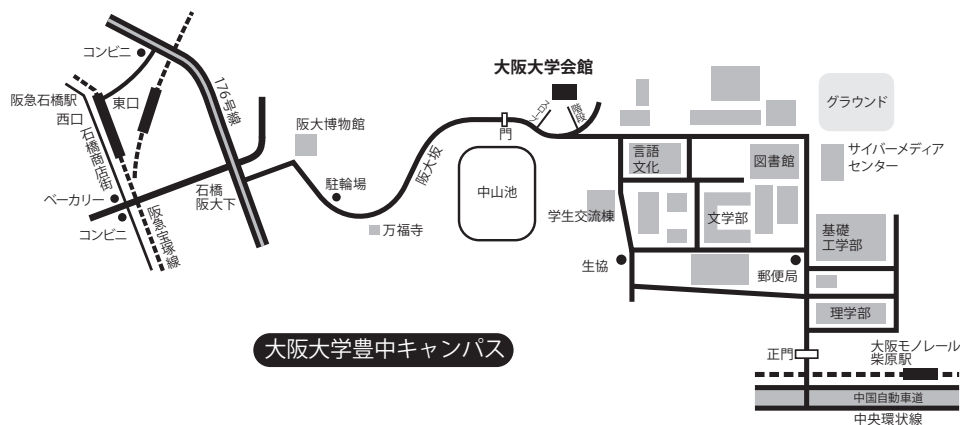 コンビニ
阪急石橋駅
西口
東口
176号線
石橋商店街
ベーカリー
コンビニ
阪急宝塚線
石橋
阪大下
阪大博物館
駐輪場
万福寺
阪大坂
門
中山池
大阪大学会館
スロープ
階段
言語
文化
図書館
グラウンド
サイバーメディア
センター
学生交流棟
文学部
基礎
工学部
生協
郵便局
理学部
正門
大阪モノレール
柴原駅
中国自動車道
中央環状線
大阪大学豊中キャンパス